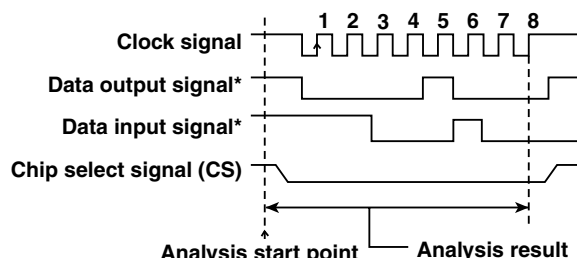 1 2 3 4 5 6 7 8
Clock signal
Data output signal*
Data input signal*
Chip select signal (CS)
Analysis start point
Analysis result